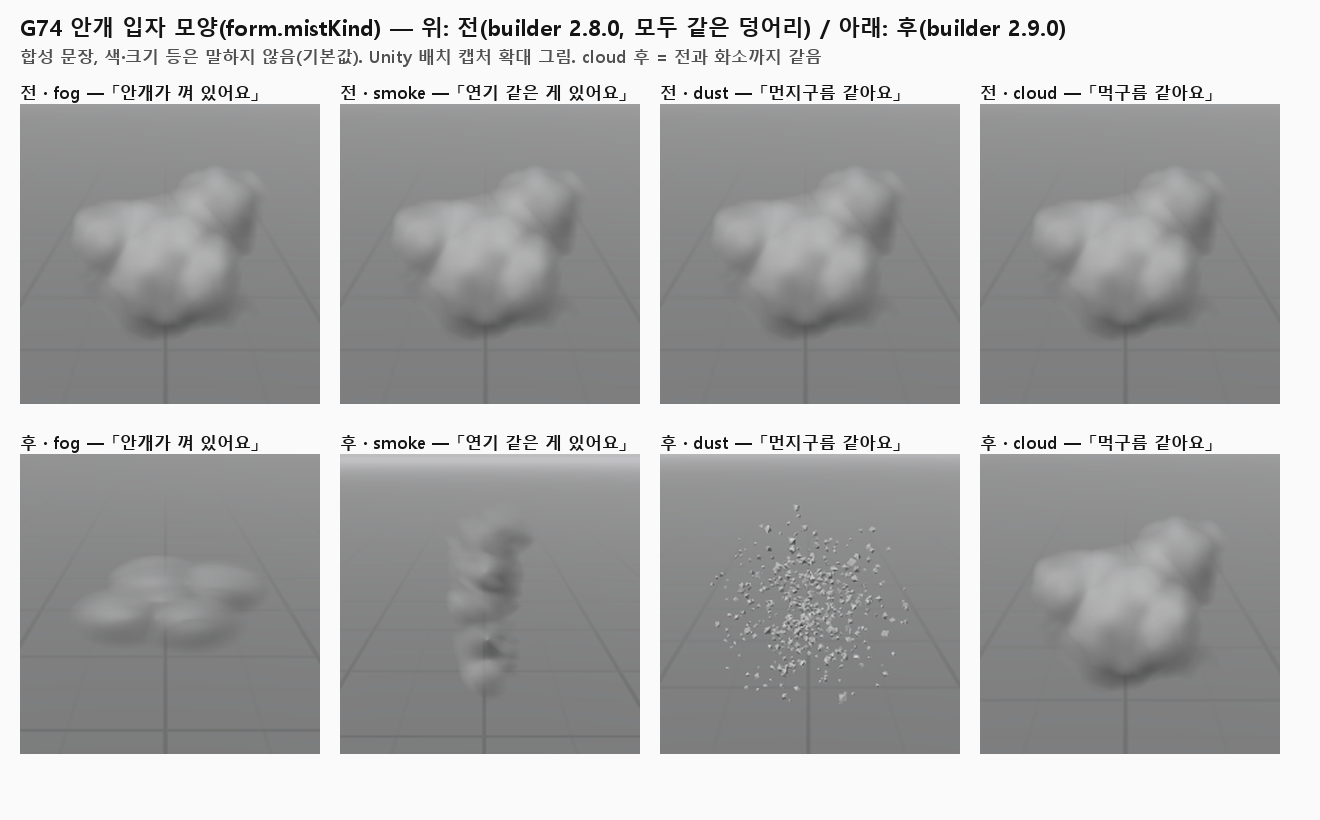 G74 안개 입자 모양(form.mistKind) — 위: 전(builder 2.8.0, 모두 같은 덩어리) / 아래: 후(builder 2.9.0)
합성 문장, 색·크기 등은 말하지 않음(기본값). Unity 배치 캡처 확대 그림. cloud 후 = 전과 화소까지 같음
전 · fog —「안개가 껴 있어요」
전 · smoke —「연기 같은 게 있어요」
전 · dust —「먼지구름 같아요」
전 · cloud —「먹구름 같아요」
후 · fog —「안개가 껴 있어요」
후 · smoke —「연기 같은 게 있어요」
후 · dust —「먼지구름 같아요」
후 · cloud —「먹구름 같아요」